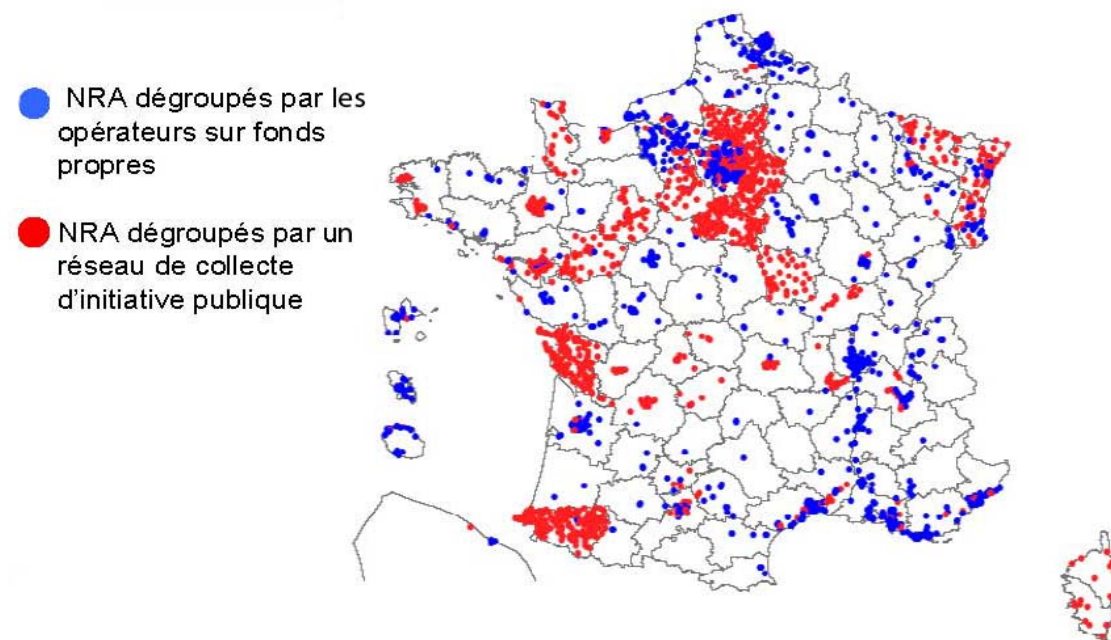 NRA dégroupés par les
opérateurs sur fonds
propres
NRA dégroupés par un
réseau de collecte
d'initiative publique